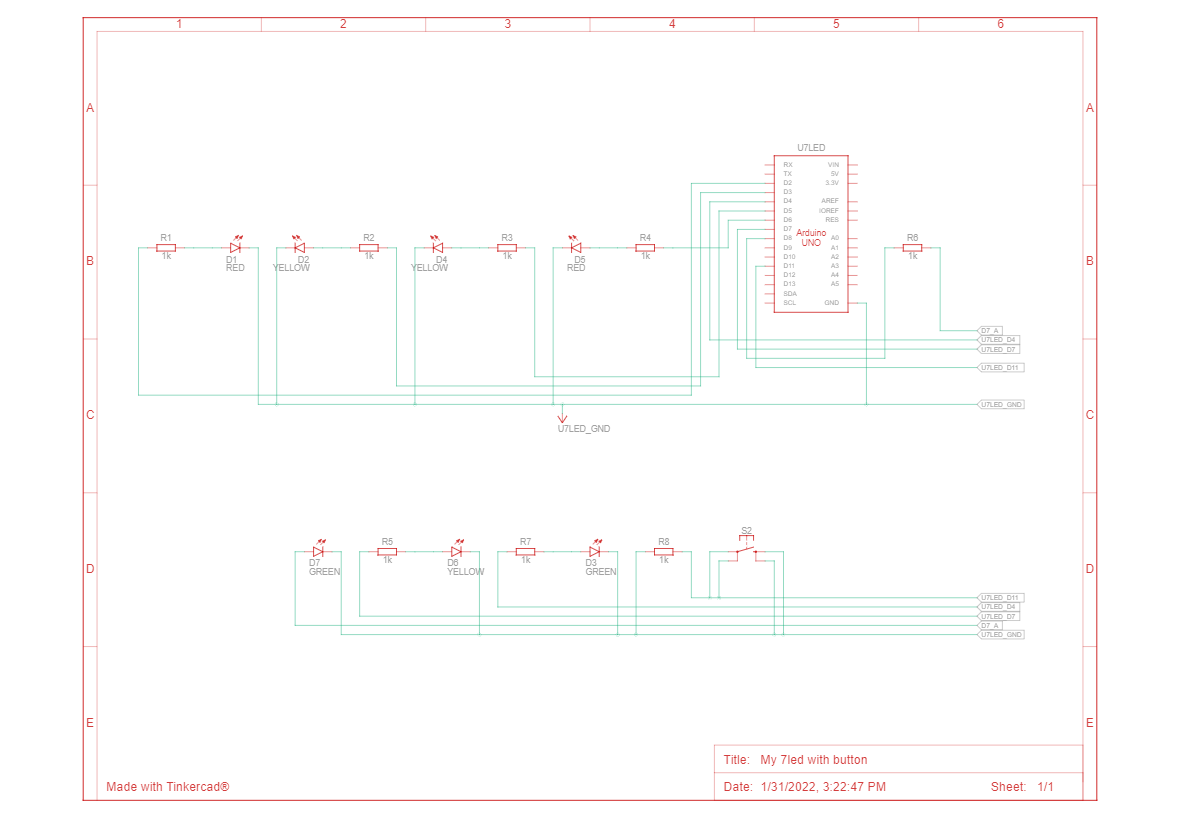 1 2 3 4 5 6
A A
U7LED
RX VIN
TX 5V
D2 3.3V
D3
D4 AREF
D5 IOREF
D6 RES
D7
Arduino
UNO
D8 A0
D9 A1
D10 A2
D11 A3
D12 A4
D13 A5
SDA
SCL GND
R1 R2 R3 R4 R6
1k 1k 1k 1k 1k
D1 D2 D4 D5
RED YELLOW YELLOW RED
B B
D7_A
U7LED_D4
U7LED_D7
U7LED_D11
U7LED_GND
C C
U7LED_GND
S2
R5 R7 R8
1k 1k 1k
D7 D6 D3
GREEN YELLOW GREEN
D D
U7LED_D11
U7LED_D4
U7LED_D7
D7_A
U7LED_GND
E E
Title: My 7led with button
Made with Tinkercad®
Date: 1/31/2022, 3:22:47 PM Sheet: 1/1